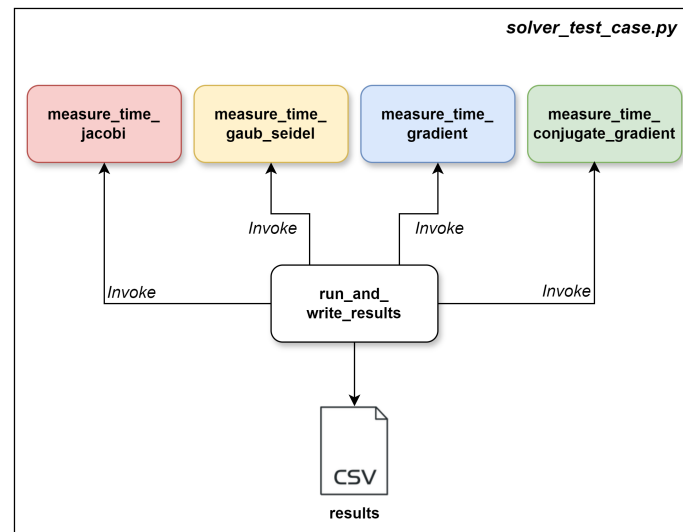 solver_test_case.py
measure_time_
jacobi
measure_time_
gaub_seidel
measure_time_
gradient
measure_time_
conjugate_gradient
Invoke
Invoke
Invoke
Invoke
run_and_
write_results
CSV
results